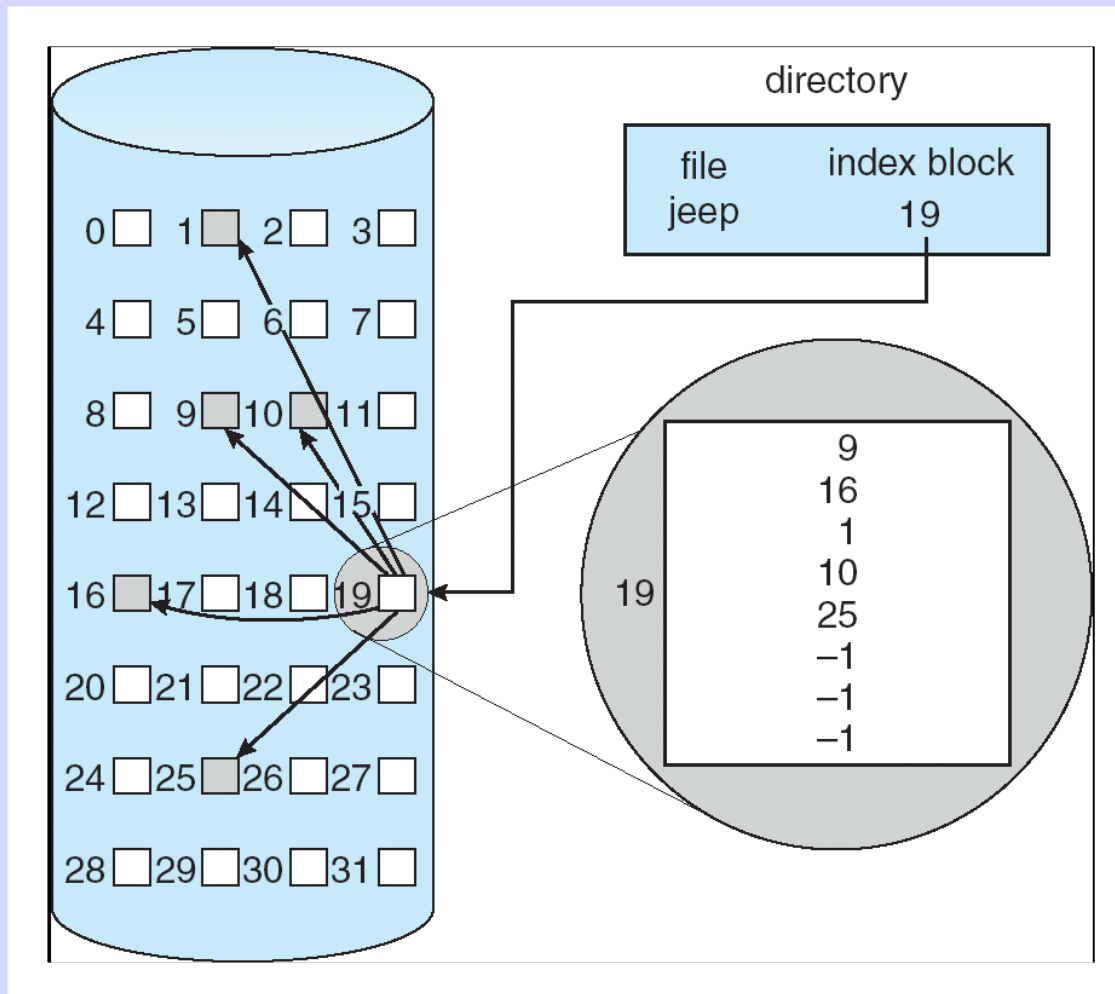 directory
file index block
jeep 19
0 1 2 3
4 5 6 7
8 9 10 11
12 13 14 15
16 17 18 19
20 21 22 23
24 25 26 27
28 29 30 31
19
9
16
1
10
25
–1
–1
–1